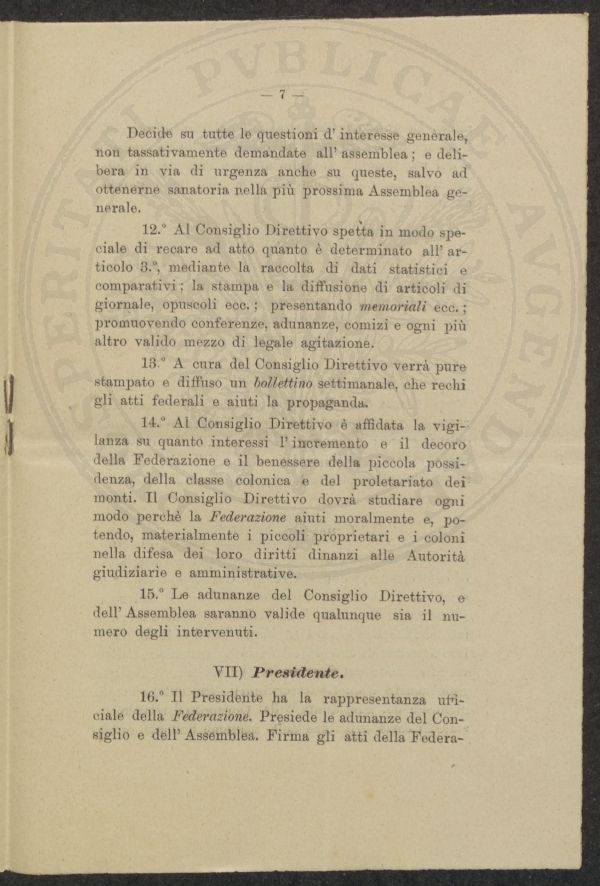 — 7 —
Decide su tutte le questioni d' interesse generale,
non tassativamente demandate all' assemblea ; e deli-
bera in via di urgenza anche su queste, salvo ad
ottenerne sanatoria nella più prossima Assemblea ge-
nerale.
12.º Al Consiglio Direttivo spetta in modo spe-
ciale di recare ad atto quanto è determinato all' ar-
ticolo 3.º, mediante la raccolta di dati statistici e
comparativi ; la stampa e la diffusione di articoli di
giornale, opuscoli ecc. ; presentando memoriali ecc. ;
promuovendo conferenze, adunanze, comizi e ogni più
altro valido mezzo di legale agitazione.
13.º A cura del Consiglio Direttivo verrà pure
stampato e diffuso un bollettino settimanale, che rechi
gli atti federali e aiuti la propaganda.
14.º Al Consiglio Direttivo è affidata la vigi-
lanza su quanto interessi l' incremento e il decoro
della Federazione e il benessere della piccola possi-
denza, della classe colonica e del proletariato dei
monti. Il Consiglio Direttivo dovrà studiare ogni
modo perchè la Federazione aiuti moralmente e, po-
tendo, materialmente i piccoli proprietari e i coloni
nella difesa dei loro diritti dinanzi alle Autorità
giudiziarie e amministrative.
15.º Le adunanze del Consiglio Direttivo, e
dell' Assemblea saranno valide qualunque sia il nu-
mero degli intervenuti.
VII) Presidente.
16.º Il Presidente ha la rappresentanza uffi-
ciale della Federazione. Presiede le adunanze del Con-
siglio e dell' Assemblea. Firma gli atti della Federa-
PROSPERITATI PVBLICAE AVGENDAE